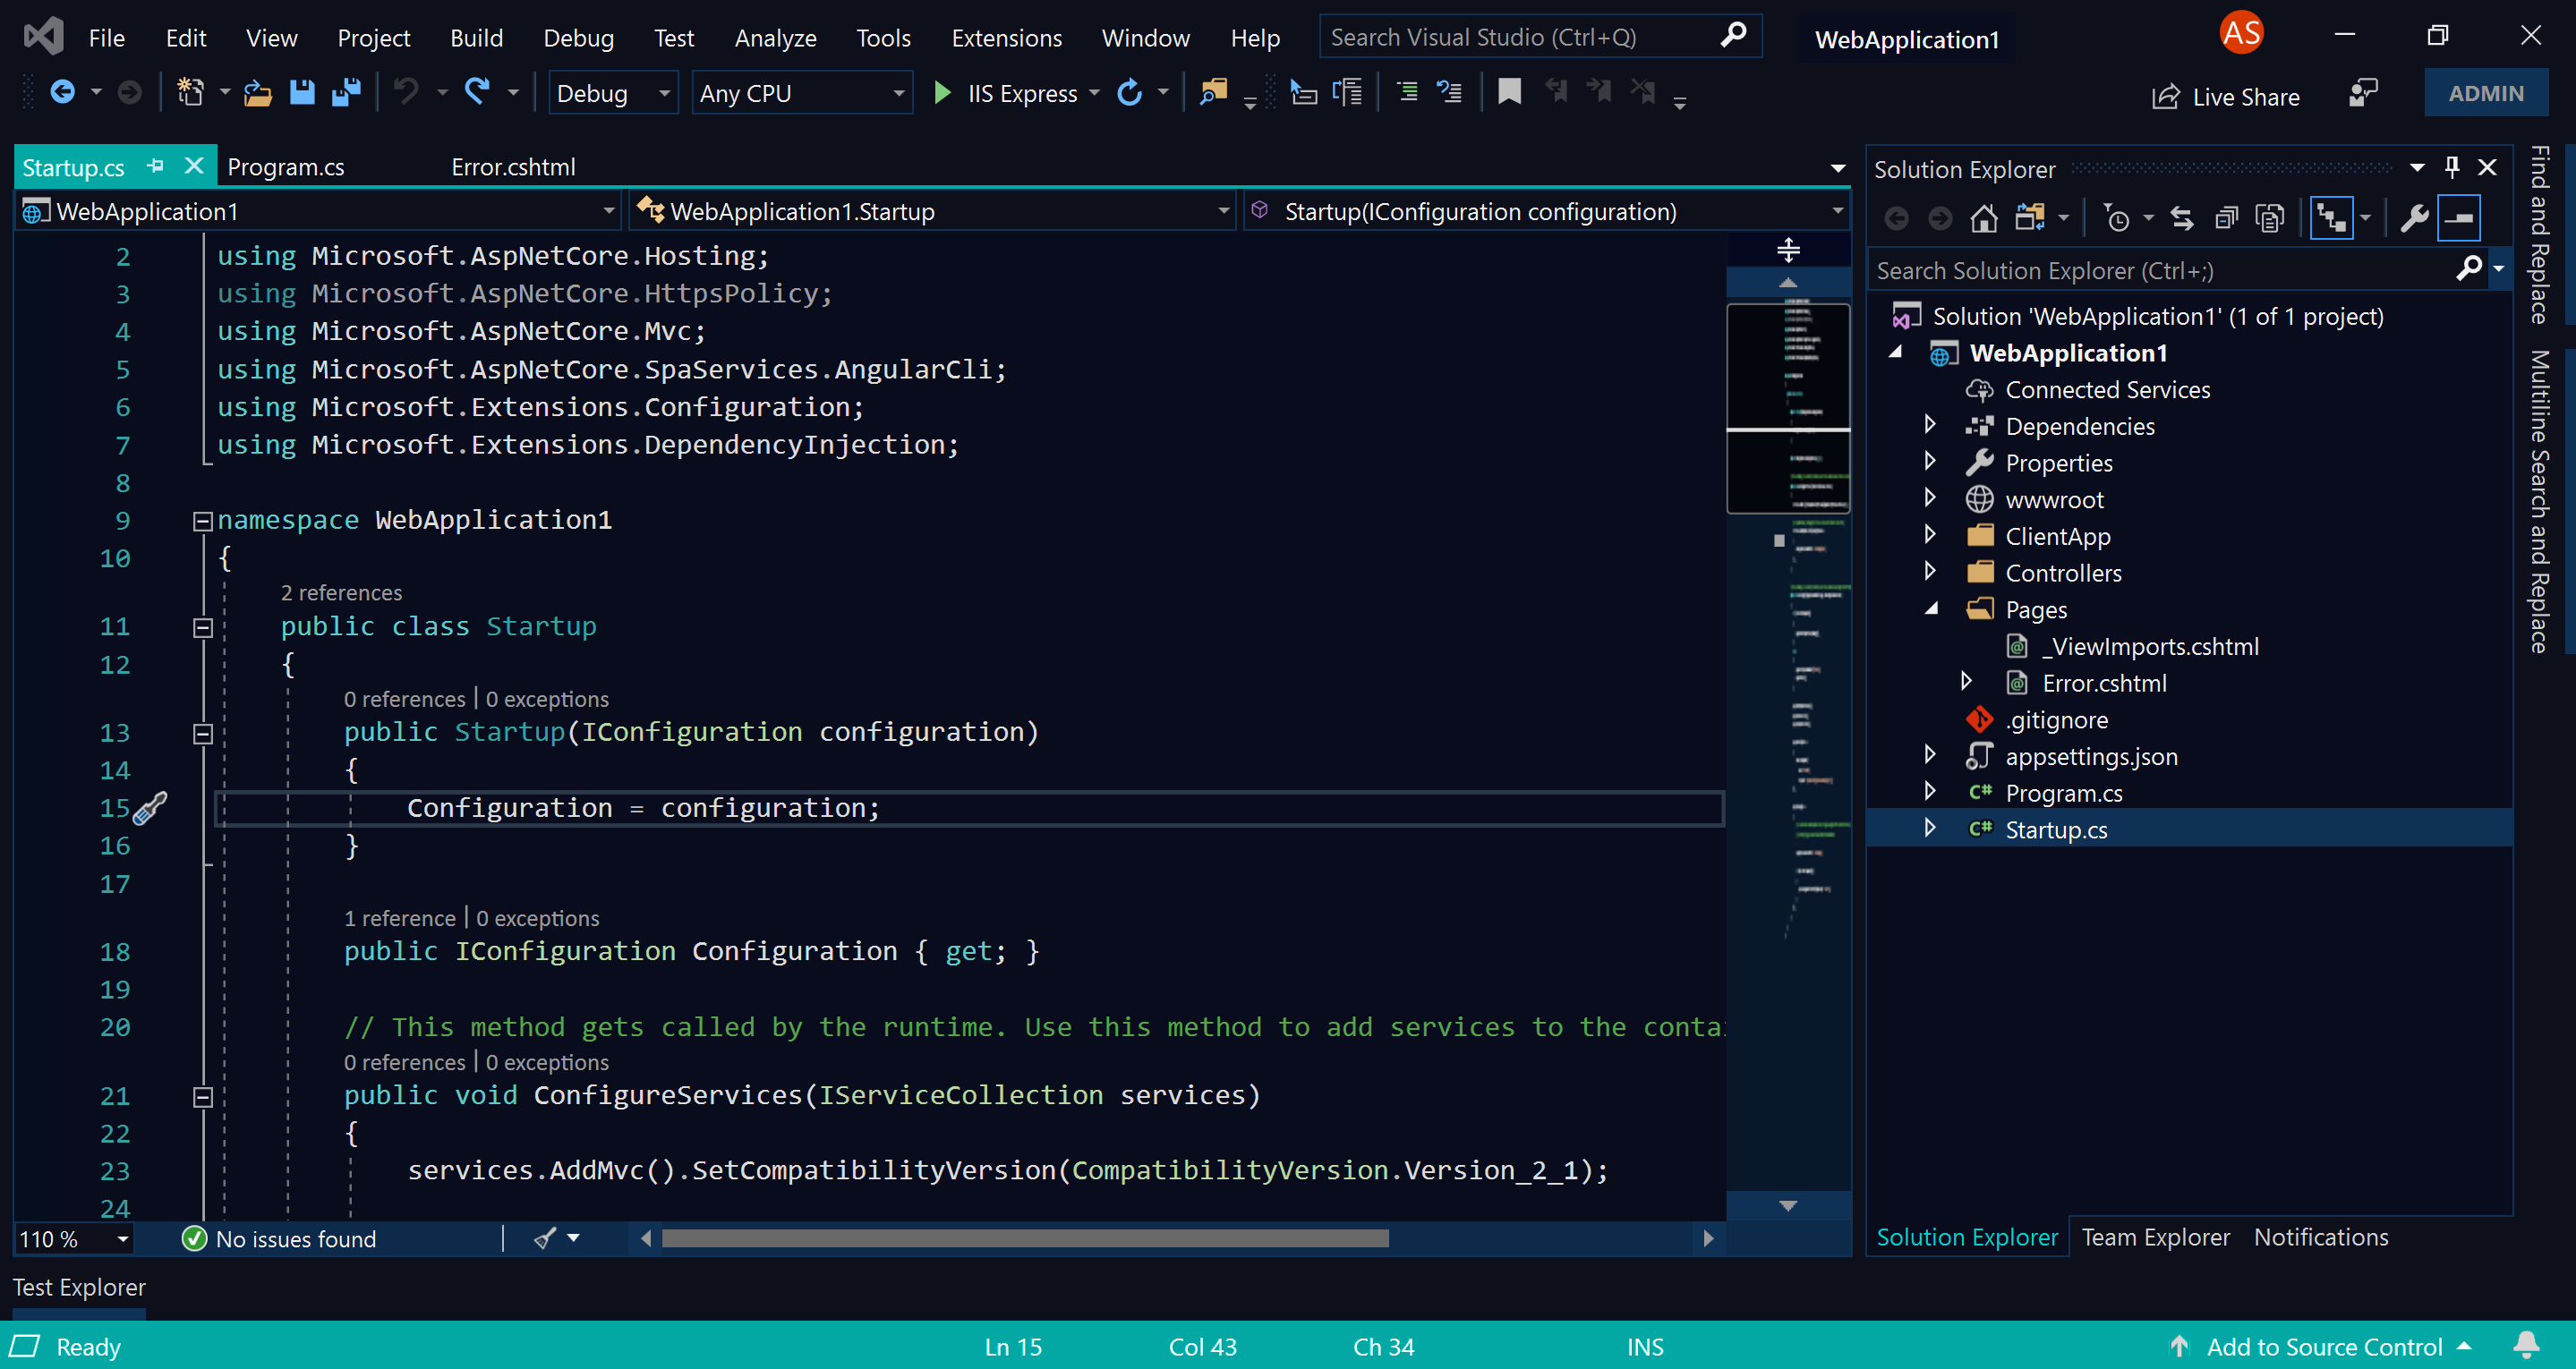 File Edit View Project Build Debug Test Analyze Tools Extensions Window Help Search Visual Studio (Ctrl+Q) WebApplication1 AS
Debug Any CPU IIS Express Live Share ADMIN
Startup.cs Program.cs Error.cshtml
WebApplication1 WebApplication1.Startup Startup(IConfiguration configuration)
2 using Microsoft.AspNetCore.Hosting;
3 using Microsoft.AspNetCore.HttpsPolicy;
4 using Microsoft.AspNetCore.Mvc;
5 using Microsoft.AspNetCore.SpaServices.AngularCli;
6 using Microsoft.Extensions.Configuration;
7 using Microsoft.Extensions.DependencyInjection;
8
9 namespace WebApplication1
10 {
2 references
11 public class Startup
12 {
0 references | 0 exceptions
13 public Startup(IConfiguration configuration)
14 {
15 Configuration = configuration;
16 }
17
1 reference | 0 exceptions
18 public IConfiguration Configuration { get; }
19
20 // This method gets called by the runtime. Use this method to add services to the contai
0 references | 0 exceptions
21 public void ConfigureServices(IServiceCollection services)
22 {
23 services.AddMvc().SetCompatibilityVersion(CompatibilityVersion.Version_2_1);
24
110 % No issues found
Solution Explorer
Search Solution Explorer (Ctrl+;)
Solution 'WebApplication1' (1 of 1 project)
WebApplication1
Connected Services
Dependencies
Properties
wwwroot
ClientApp
Controllers
Pages
_ViewImports.cshtml
Error.cshtml
.gitignore
appsettings.json
C# Program.cs
C# Startup.cs
Solution Explorer Team Explorer Notifications
Find and Replace
Multiline Search and Replace
Test Explorer
Ready Ln 15 Col 43 Ch 34 INS Add to Source Control